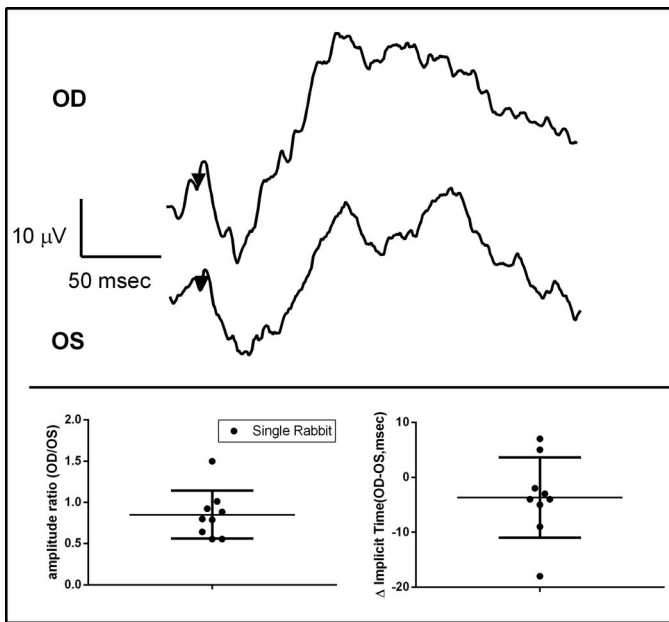 OD
10 μV
50 msec
OS
amplitude ratio (OD/OS)
2.0
1.5
1.0
0.5
0.0
Single Rabbit
Δ Implicit Time(OD-OS,msec)
10
0
-10
-20